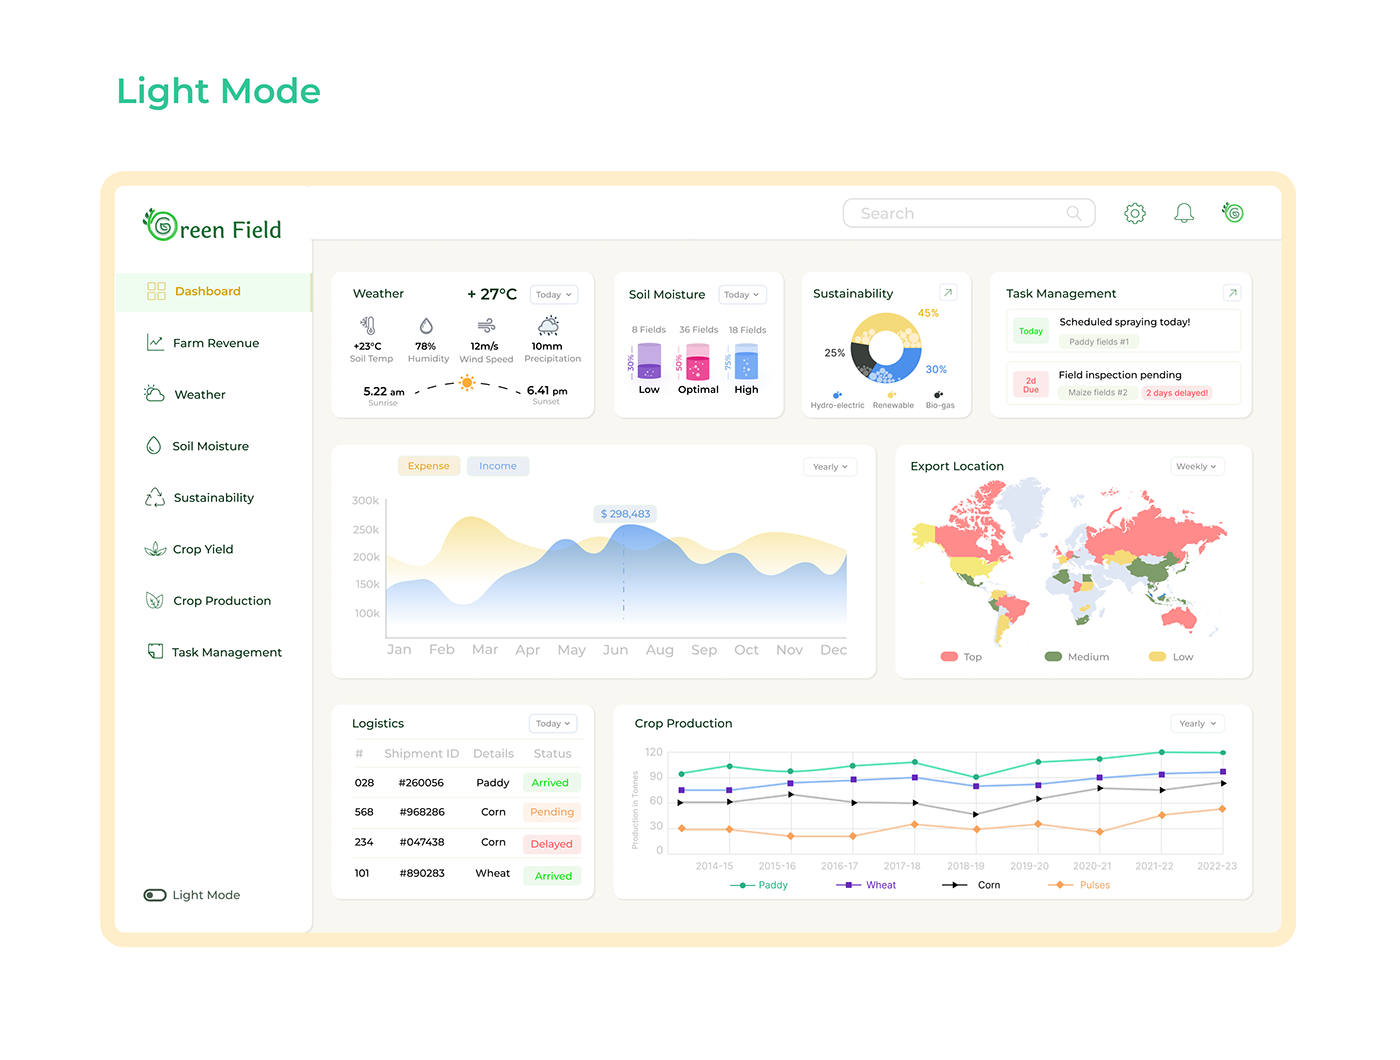 Light Mode
Green Field
Search
Dashboard
Farm Revenue
Weather
Soil Moisture
Sustainability
Crop Yield
Crop Production
Task Management
Light Mode
Weather
+ 27°C
Today
+23°C
Soil Temp
78%
Humidity
12m/s
Wind Speed
10mm
Precipitation
5.22 am
Sunrise
6.41 pm
Sunset
Soil Moisture
Today
8 Fields
36 Fields
18 Fields
30%
50%
75%
Low
Optimal
High
Sustainability
45%
25%
30%
Hydro-electric
Renewable
Bio-gas
Task Management
Today
Scheduled spraying today!
Paddy fields #1
2d
Due
Field inspection pending
Maize fields #2
2 days delayed!
Expense
Income
Yearly
300k
250k
200k
150k
100k
$ 298,483
Jan Feb Mar Apr May Jun Aug Sep Oct Nov Dec
Export Location
Weekly
Top
Medium
Low
Logistics
Today
# Shipment ID Details Status
028 #260056 Paddy Arrived
568 #968286 Corn Pending
234 #047438 Corn Delayed
101 #890283 Wheat Arrived
Crop Production
Yearly
Production in Tonnes
120
90
60
30
0
2014-15 2015-16 2016-17 2017-18 2018-19 2019-20 2020-21 2021-22 2022-23
Paddy
Wheat
Corn
Pulses